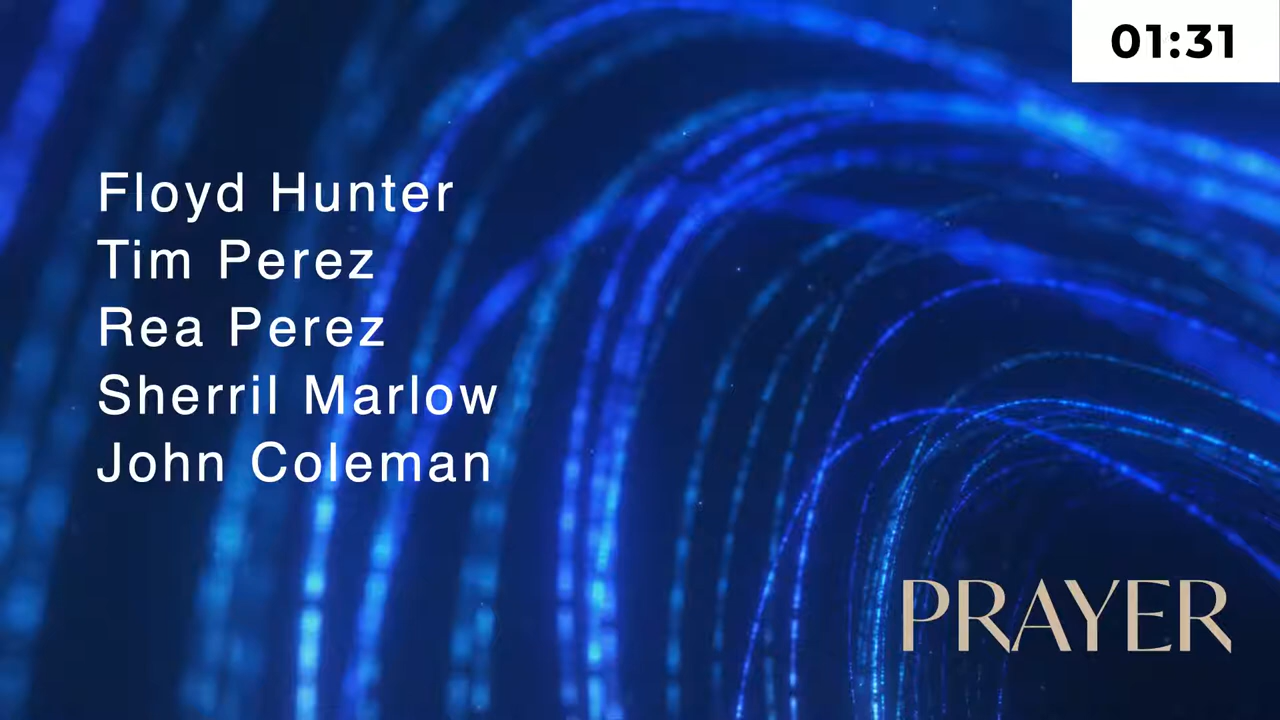 01:31
Floyd Hunter
Tim Perez
Rea Perez
Sherril Marlow
John Coleman
PRAYER